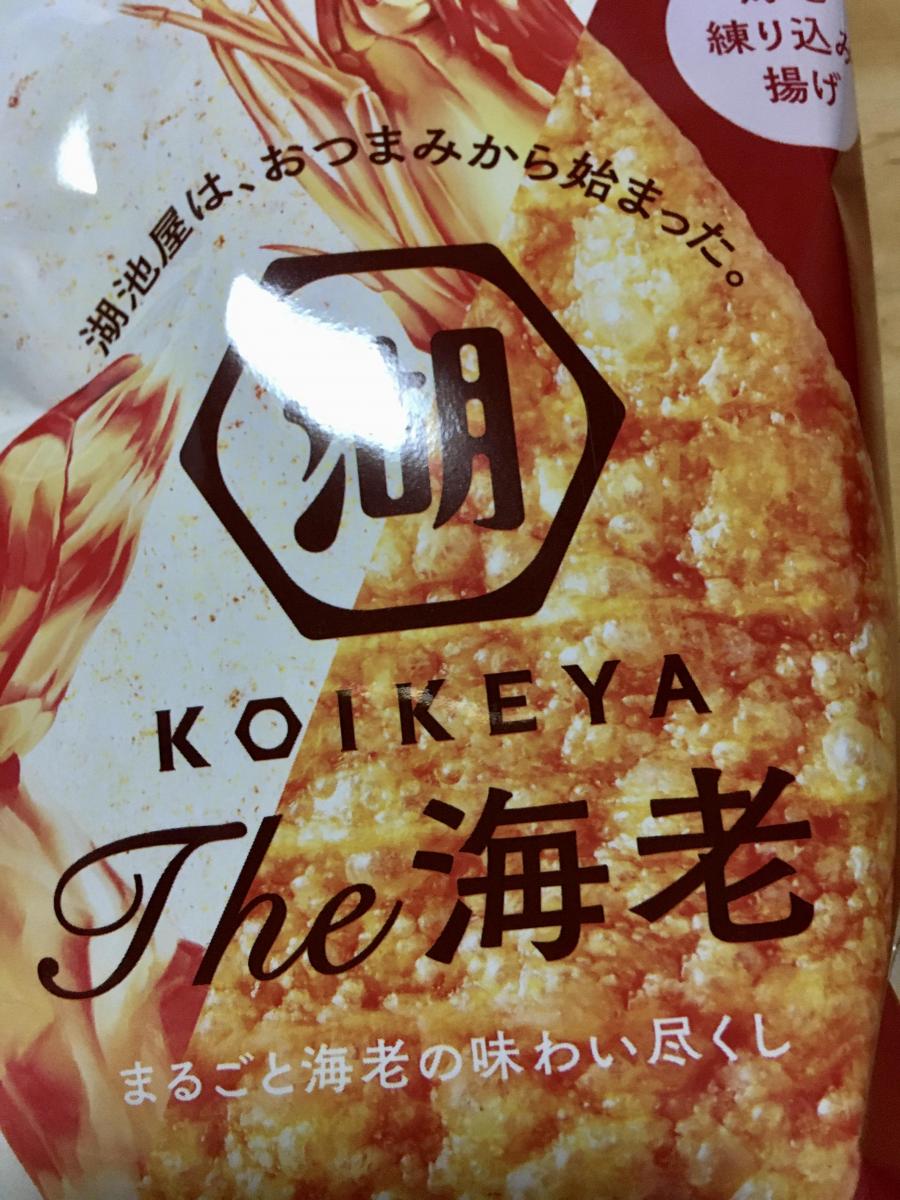 練り込み
揚げ
湖池屋は、おつまみから始まった。
湖
KOIKEYA
The海老
まるごと海老の味わい尽くし